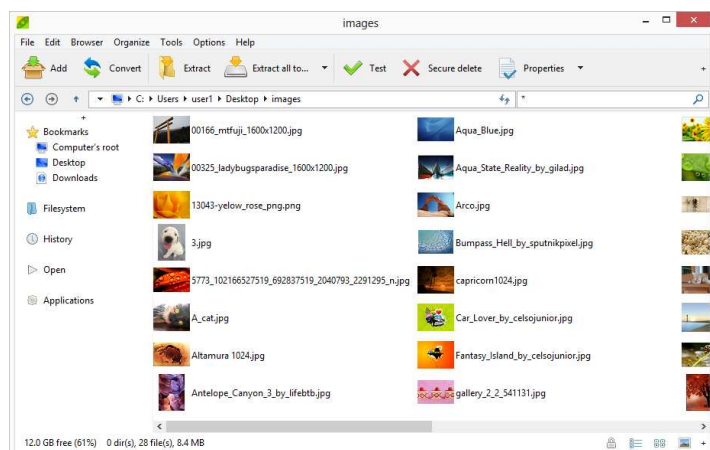 images
File Edit Browser Organize Tools Options Help
Add Convert Extract Extract all to... Test Secure delete Properties
C: Users user1 Desktop images *
Bookmarks
Computer's root
Desktop
Downloads
Filesystem
History
Open
Applications
00166_mtfuji_1600x1200.jpg
00325_ladybugsparadise_1600x1200.jpg
13043-yelow_rose_png.png
3.jpg
5773_102166527519_692837519_2040793_2291295_n.jpg
A_cat.jpg
Altamura 1024.jpg
Antelope_Canyon_3_by_lifebtb.jpg
Aqua_Blue.jpg
Aqua_State_Reality_by_gilad.jpg
Arco.jpg
Bumpass_Hell_by_sputnikpixel.jpg
capricorn1024.jpg
Car_Lover_by_celsojunior.jpg
Fantasy_Island_by_celsojunior.jpg
gallery_2_2_541131.jpg
12.0 GB free (61%) 0 dir(s), 28 file(s), 8.4 MB